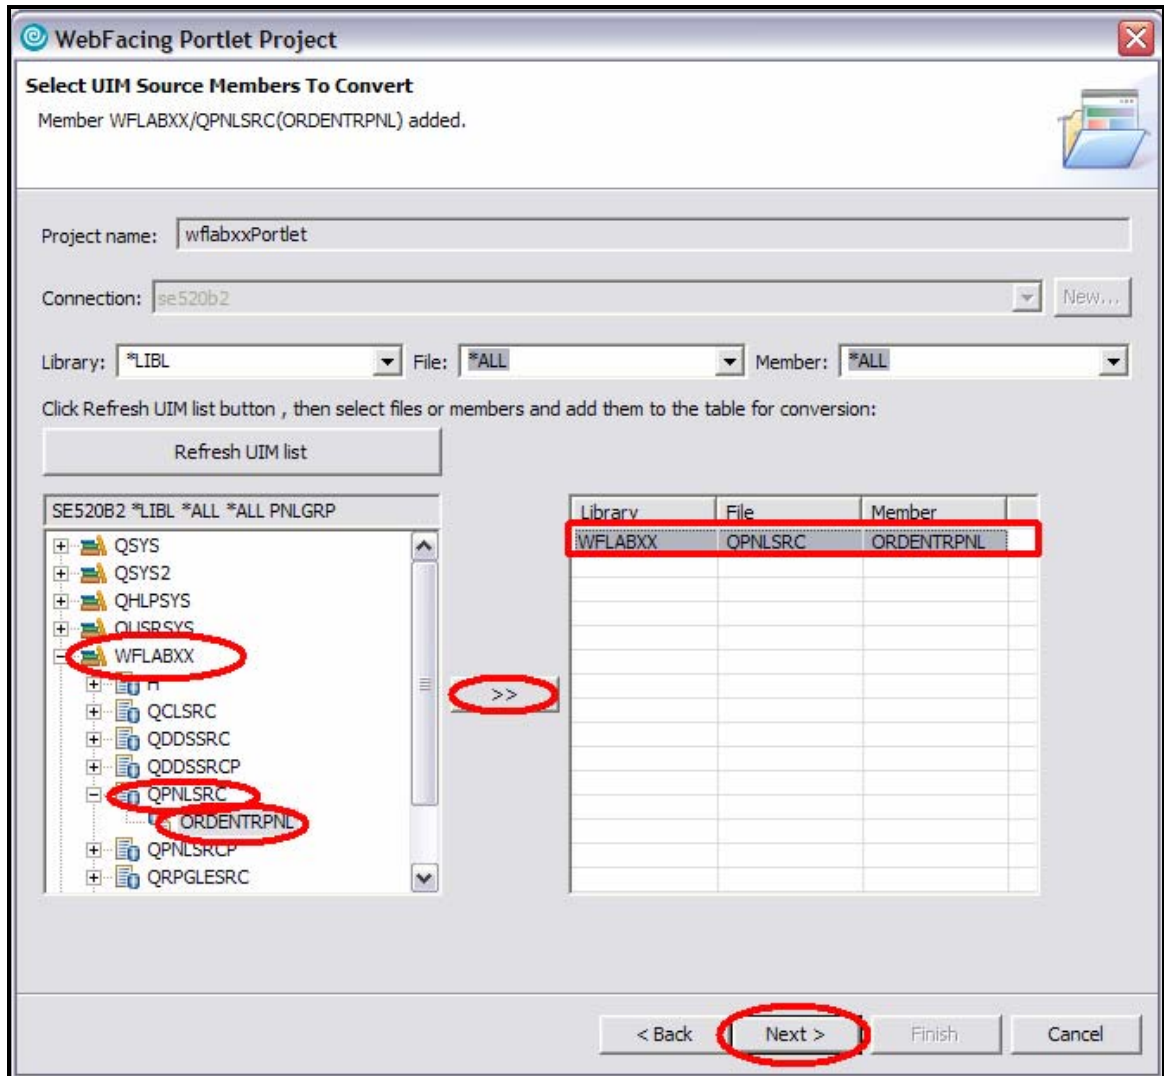 WebFacing Portlet Project
Select UIM Source Members To Convert
Member WFLABXX/QPNLSRC(ORDENTRPNL) added.
Project name: wflabxxPortlet
Connection: se520b2 New...
Library: *LIBL File: *ALL Member: *ALL
Click Refresh UIM list button , then select files or members and add them to the table for conversion:
Refresh UIM list
SE520B2 *LIBL *ALL *ALL PNLGRP
QSYS
QSYS2
QHLPSYS
QUSRSYS
WFLABXX
H
QCLSRC
QDDSSRC
QDDSSRCP
QPNLSRC
ORDENTRPNL
QPNLSRCP
QRPGLESRC
>>
Library File Member
WFLABXX QPNLSRC ORDENTRPNL
< Back Next > Finish Cancel